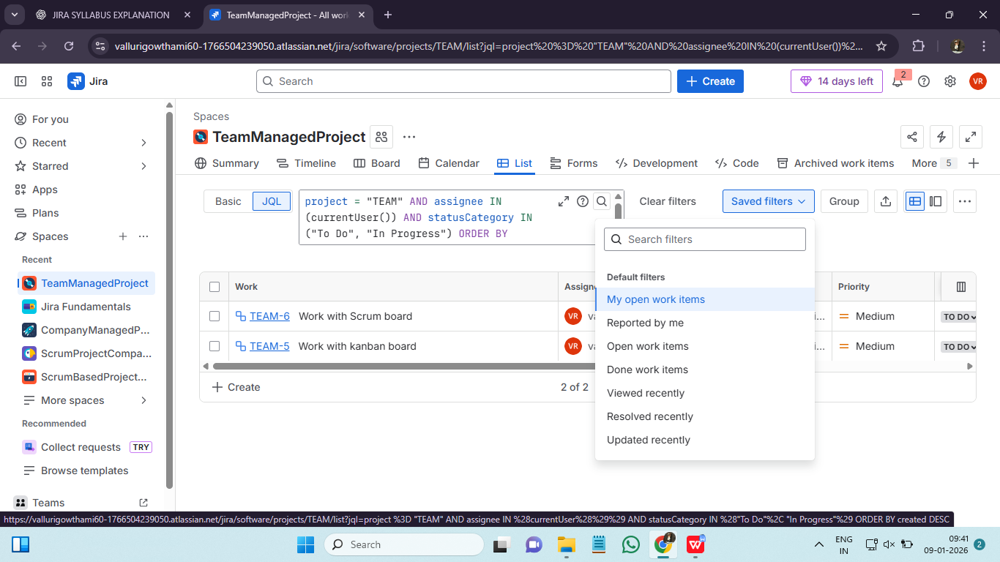 JIRA SYLLABUS EXPLANATION
TeamManagedProject - All work
vallurigowthami60-1766504239050.atlassian.net/jira/software/projects/TEAM/list?jql=project%20%3D%20"TEAM"%20AND%20assignee%20IN%20(currentUser())%2...
Jira
Search
Create
14 days left
2
VR
For you
Recent
Starred
Apps
Plans
Spaces
Recent
TeamManagedProject
Jira Fundamentals
CompanyManagedP...
ScrumProjectCompa...
ScrumBasedProject...
More spaces
Recommended
Collect requests TRY
Browse templates
Teams
Spaces
TeamManagedProject
Summary Timeline Board Calendar List Forms Development Code Archived work items More 5
Basic JQL
project = "TEAM" AND assignee IN
(currentUser()) AND statusCategory IN
("To Do", "In Progress") ORDER BY
Clear filters Saved filters Group
Search filters
Default filters
My open work items
Reported by me
Open work items
Done work items
Viewed recently
Resolved recently
Updated recently
Work Priority
TEAM-6 Work with Scrum board VR Medium TO DO
TEAM-5 Work with kanban board VR Medium TO DO
Create 2 of 2
https://vallurigowthami60-1766504239050.atlassian.net/jira/software/projects/TEAM/list?jql=project %3D "TEAM" AND assignee IN %28currentUser%28%29%29 AND statusCategory IN %28"To Do"%2C "In Progress"%29 ORDER BY created DESC
Search
ENG
IN
09:41
09-01-2026
2